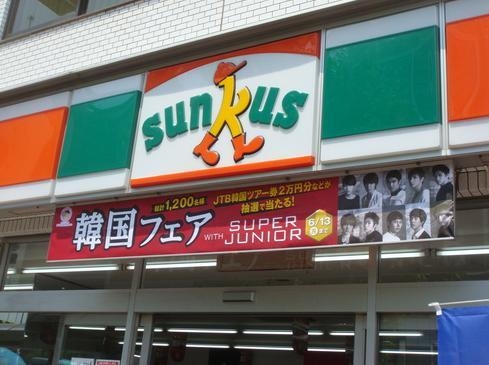 sunkus
総計1,200名様 JTB韓国ツアー券2万円分などが
抽選で当たる!
韓国フェア WITH SUPER
JUNIOR
6/13
月まで